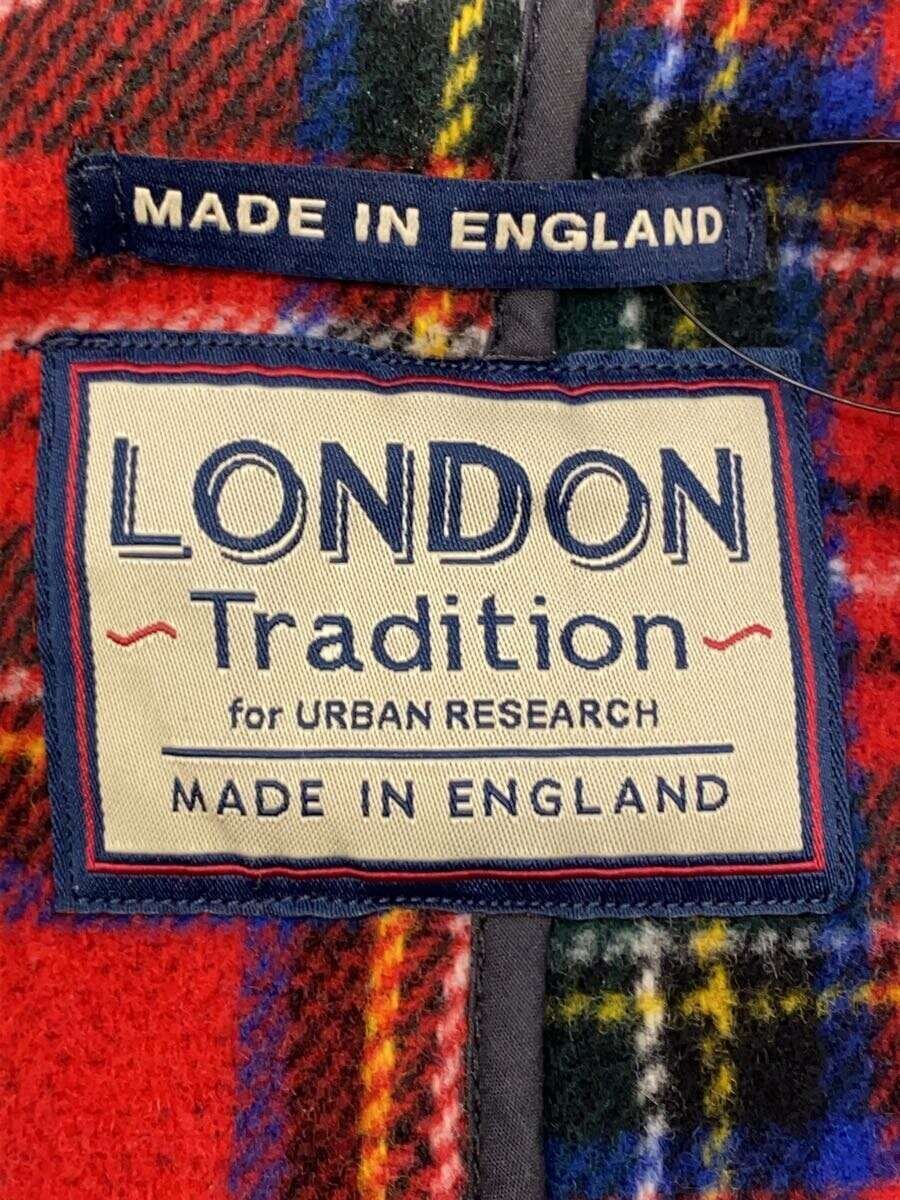 MADE IN ENGLAND
LONDON
Tradition
for URBAN RESEARCH
MADE IN ENGLAND